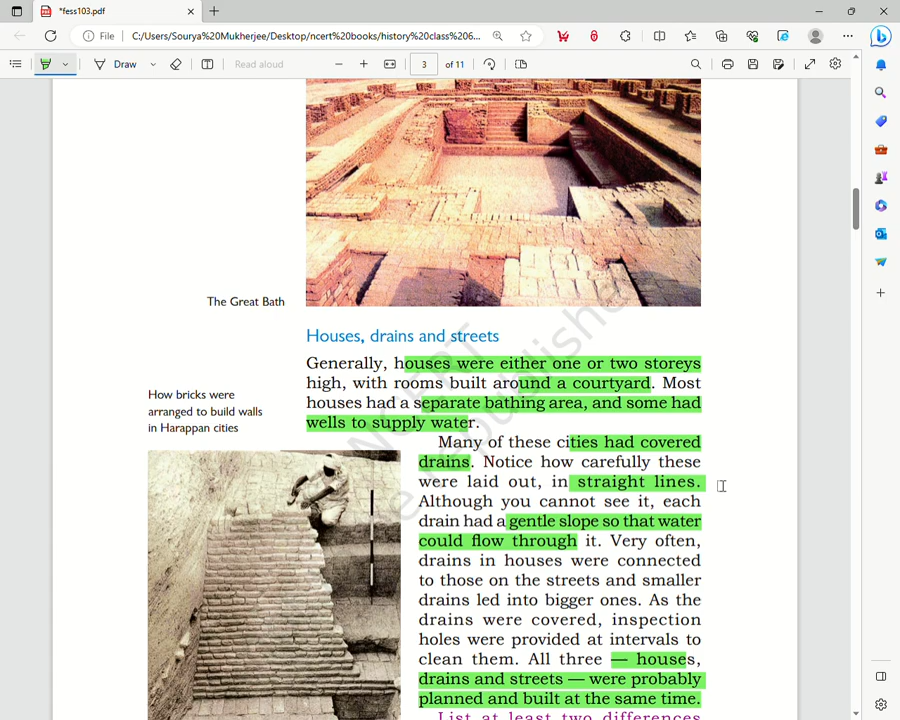 *fess103.pdf
File
C:/Users/Sourya%20Mukherjee/Desktop/ncert%20books/history%20class%206...
Draw
Read aloud
3
of 11
The Great Bath
Houses, drains and streets
Generally, houses were either one or two storeys
high, with rooms built around a courtyard. Most
houses had a separate bathing area, and some had
wells to supply water.
How bricks were
arranged to build walls
in Harappan cities
Many of these cities had covered
drains. Notice how carefully these
were laid out, in straight lines.
Although you cannot see it, each
drain had a gentle slope so that water
could flow through it. Very often,
drains in houses were connected
to those on the streets and smaller
drains led into bigger ones. As the
drains were covered, inspection
holes were provided at intervals to
clean them. All three — houses,
drains and streets — were probably
planned and built at the same time.
List at least two differences